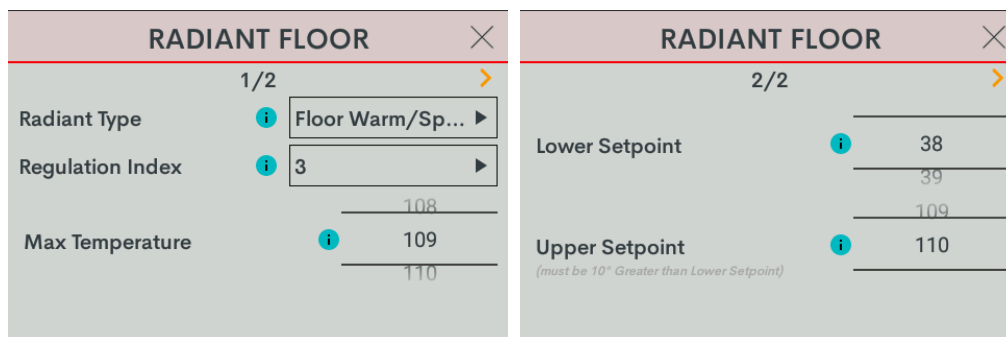 RADIANT FLOOR
1/2
Radiant Type i Floor Warm/Sp...
Regulation Index i 3
108
Max Temperature i 109
110
RADIANT FLOOR
2/2
Lower Setpoint i 38
39
109
Upper Setpoint i 110
(must be 10° Greater than Lower Setpoint)